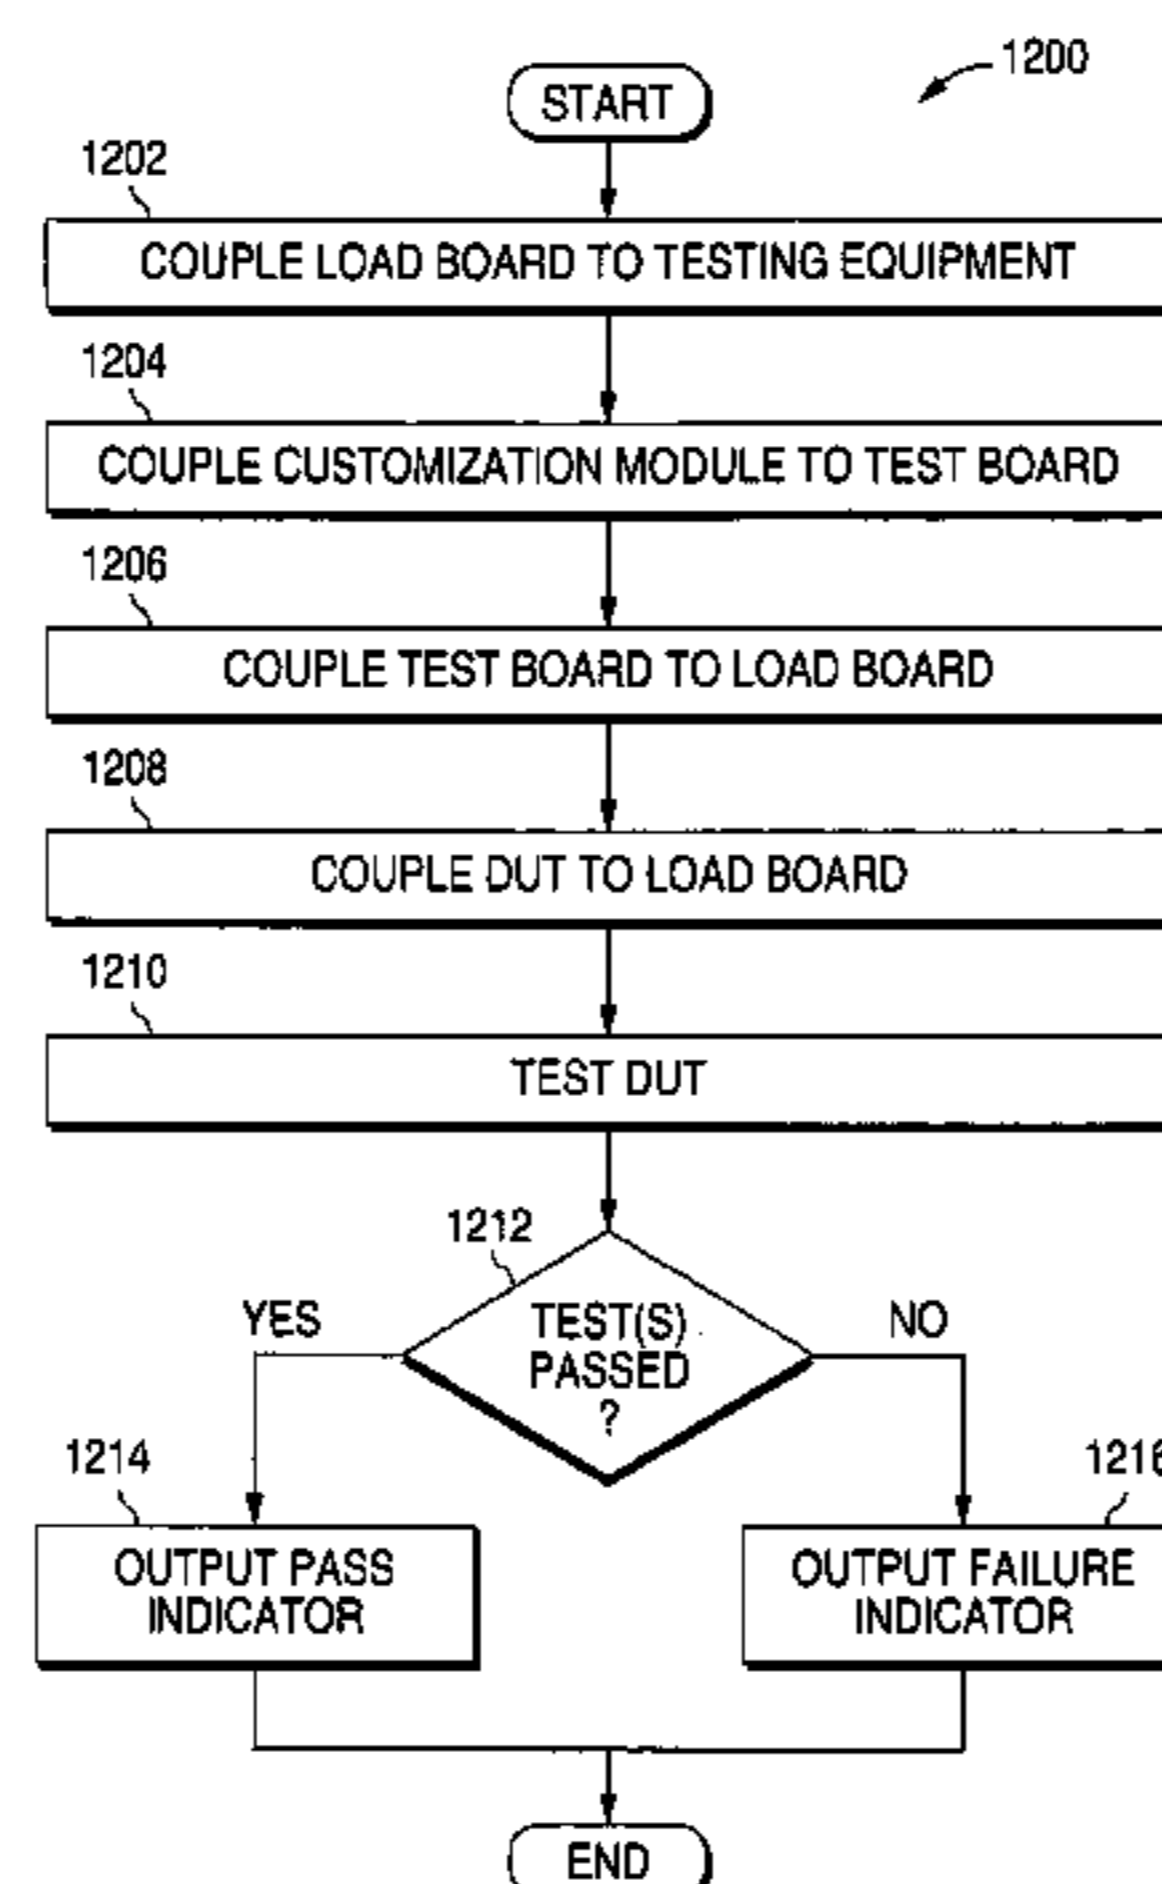 1200
START
1202
COUPLE LOAD BOARD TO TESTING EQUIPMENT
1204
COUPLE CUSTOMIZATION MODULE TO TEST BOARD
1206
COUPLE TEST BOARD TO LOAD BOARD
1208
COUPLE DUT TO LOAD BOARD
1210
TEST DUT
1212
YES
TEST(S)
PASSED
?
NO
1214
OUTPUT PASS
INDICATOR
1216
OUTPUT FAILURE
INDICATOR
END